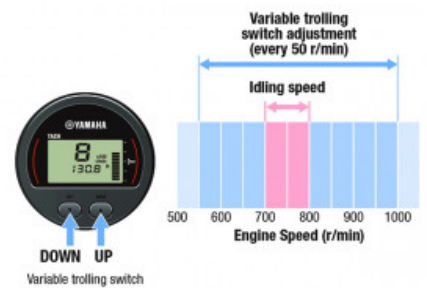 Variable trolling
switch adjustment
(every 50 r/min)
Idling speed
YAMAHA
TACH
8
130.8
500 600 700 800 900 1000
Engine Speed (r/min)
DOWN UP
Variable trolling switch